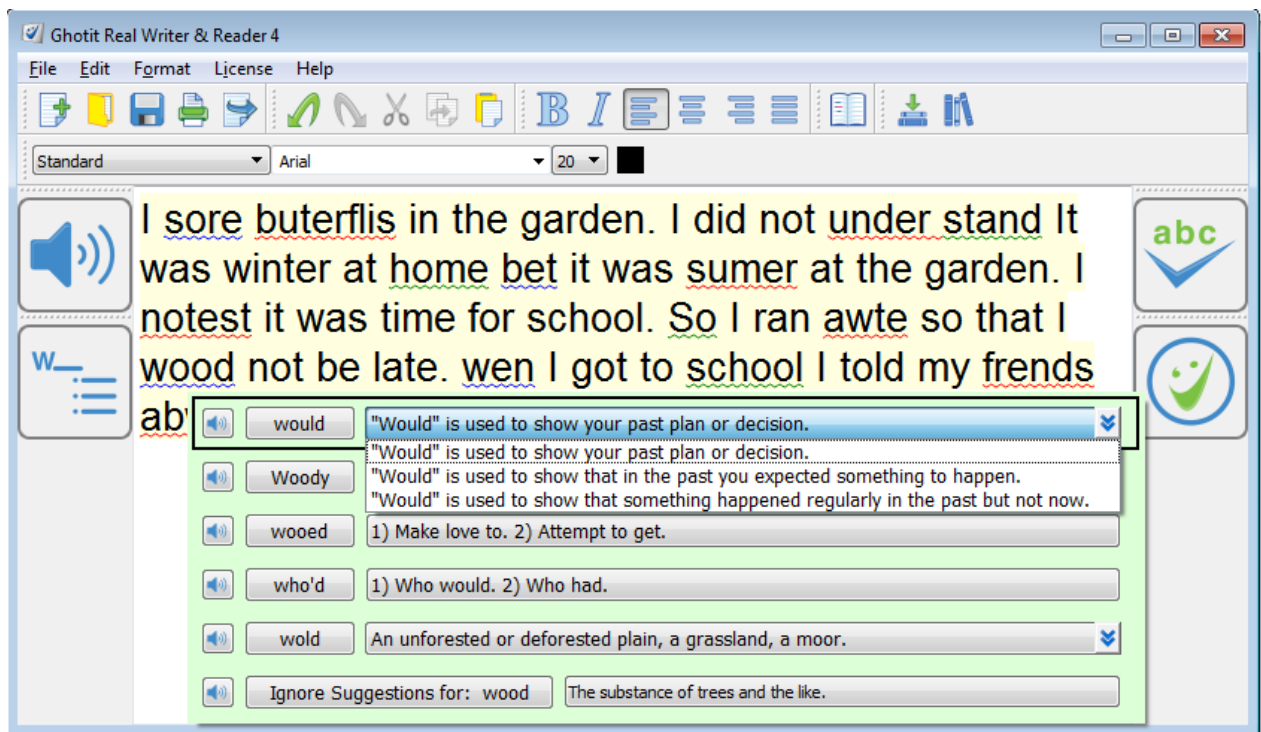 Ghotit Real Writer & Reader 4
File Edit Format License Help
B I
Standard Arial 20
I sore buterflis in the garden. I did not under stand It
was winter at home bet it was sumer at the garden. I
notest it was time for school. So I ran awte so that I
wood not be late. wen I got to school I told my frends
abc
W
would "Would" is used to show your past plan or decision.
"Would" is used to show your past plan or decision.
"Would" is used to show that in the past you expected something to happen.
"Would" is used to show that something happened regularly in the past but not now.
Woody
wooed 1) Make love to. 2) Attempt to get.
who'd 1) Who would. 2) Who had.
wold An unforested or deforested plain, a grassland, a moor.
Ignore Suggestions for: wood The substance of trees and the like.